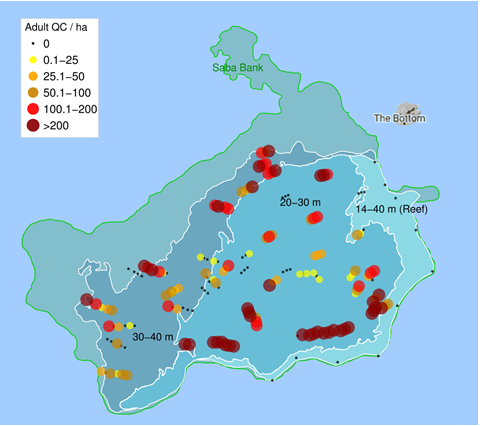 Adult QC / ha
0
0.1–25
25.1–50
50.1–100
100.1–200
>200
Saba Bank
The Bottom
20–30 m
14–40 m (Reef)
30–40 m